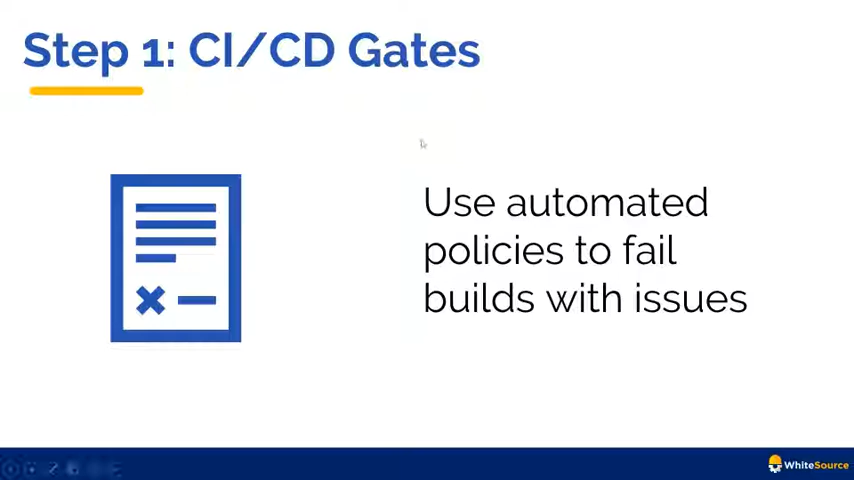 Step 1: CI/CD Gates
Use automated
policies to fail
builds with issues
WhiteSource